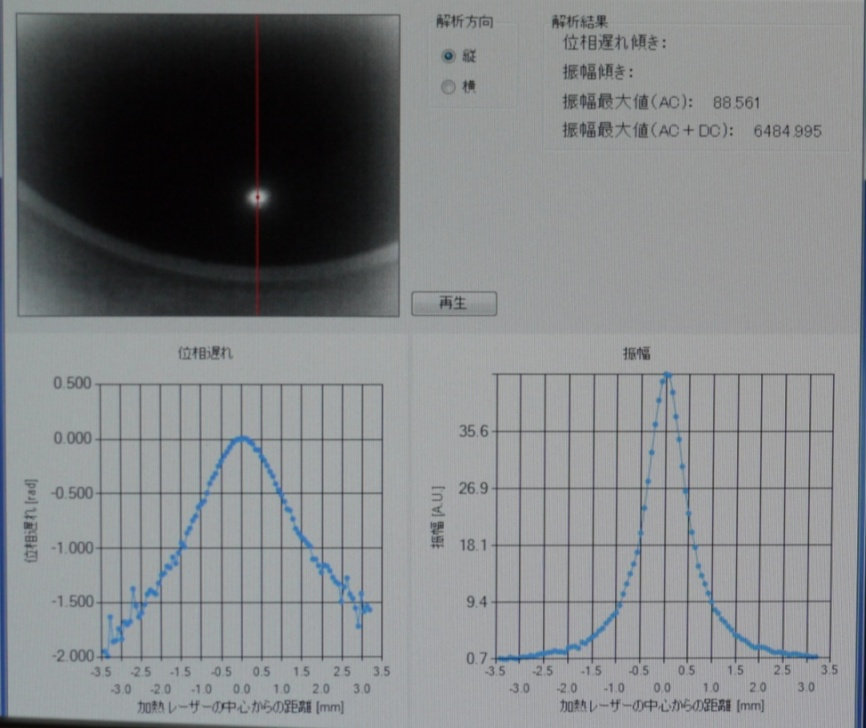 解析方向
縦
横
解析結果
位相遅れ傾き:
振幅傾き:
振幅最大値(AC): 88.561
振幅最大値(AC+DC): 6484.995
再生
位相遅れ
0.500
0.000
-0.500
-1.000
-1.500
-2.000
位相遅れ [rad]
-3.5 -2.5 -1.5 -0.5 0.5 1.5 2.5 3.5
-3.0 -2.0 -1.0 0.0 1.0 2.0 3.0
加熱レーザーの中心からの距離 [mm]
振幅
35.6
26.9
18.1
9.4
0.7
振幅 [A.U.]
-3.5 -2.5 -1.5 -0.5 0.5 1.5 2.5 3.5
-3.0 -2.0 -1.0 0.0 1.0 2.0 3.0
加熱レーザーの中心からの距離 [mm]